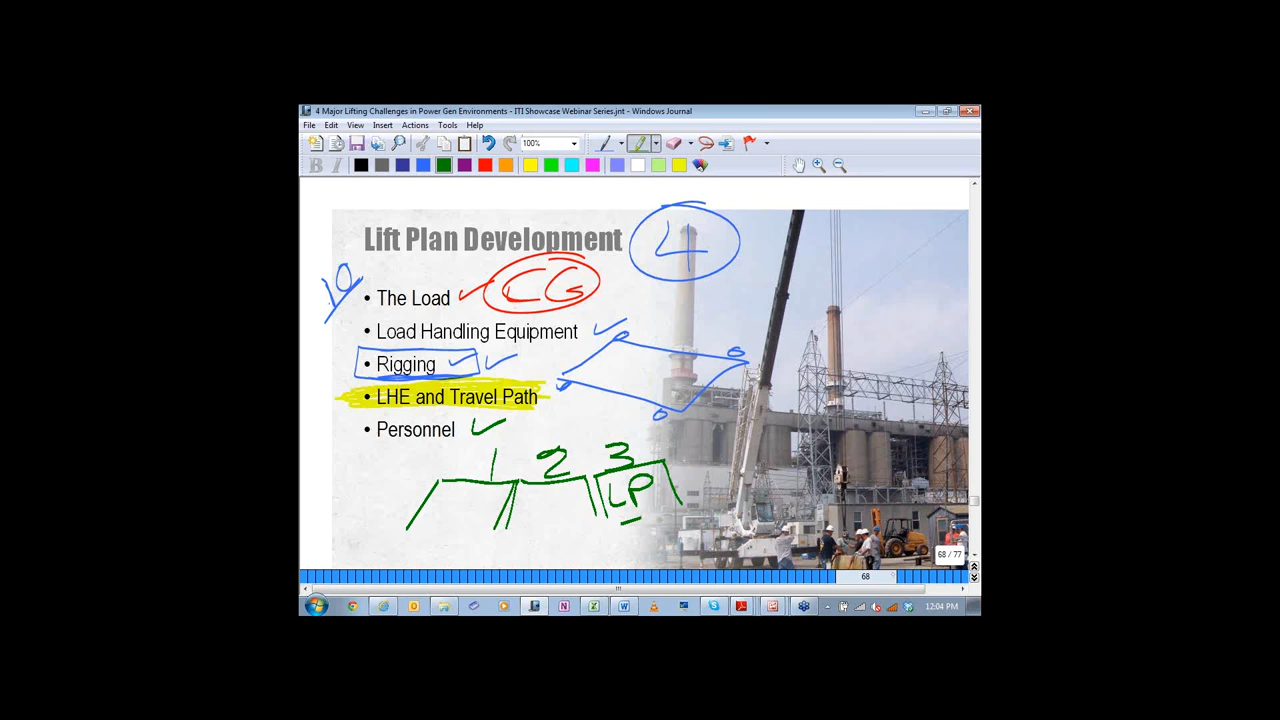 4 Major Lifting Challenges in Power Gen Environments - ITI Showcase Webinar Series.jnt - Windows Journal
File Edit View Insert Actions Tools Help
100%
B I
Lift Plan Development
4
• The Load
CG
• Load Handling Equipment
• Rigging
• LHE and Travel Path
• Personnel
1 2 3
LP
68 / 77
68
12:04 PM